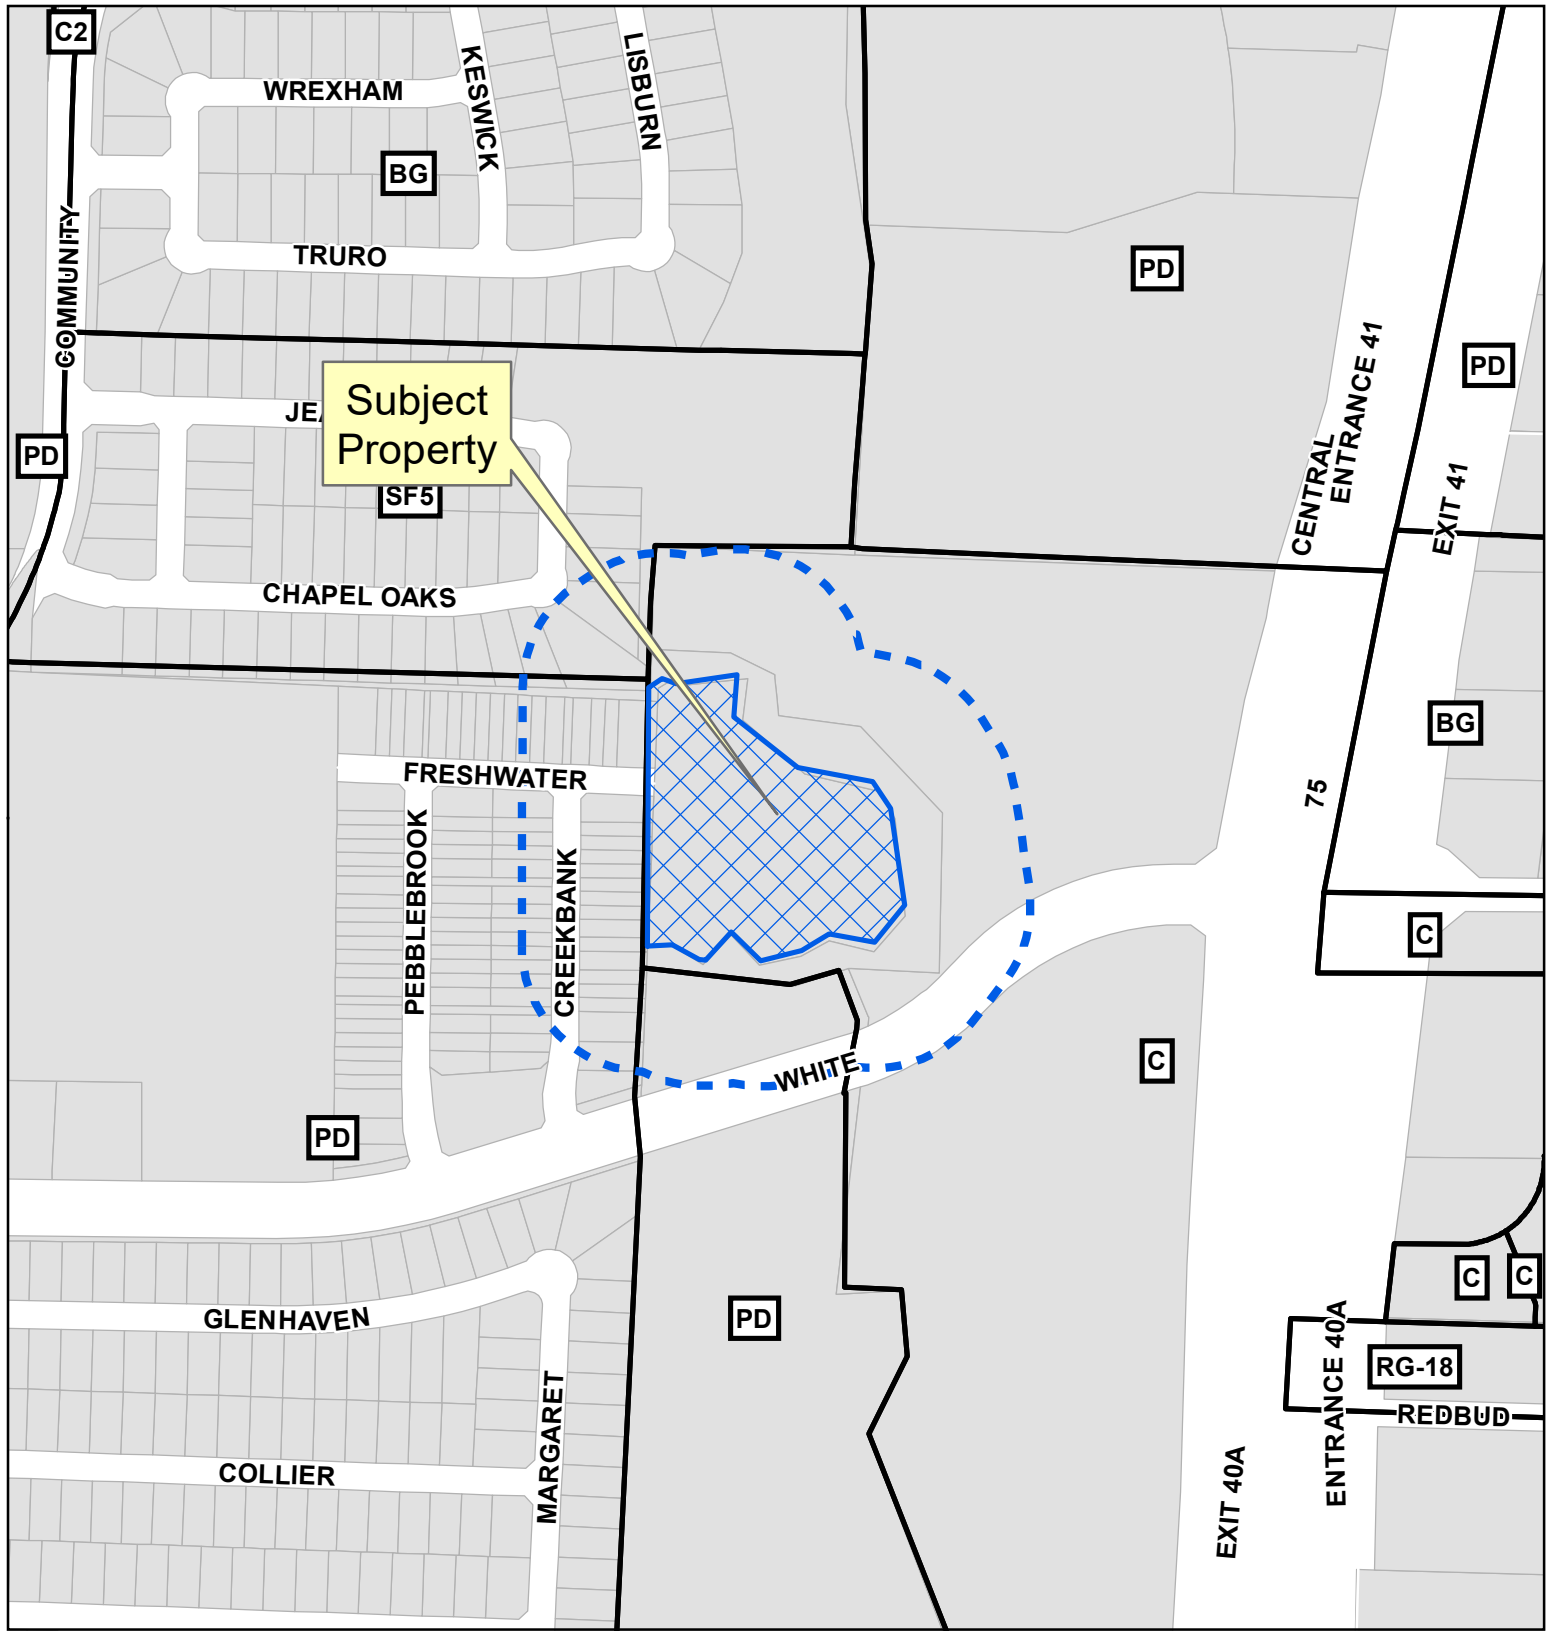 C2
WREXHAM
KESWICK
LISBURN
BG
COMMUNITY
TRURO
PD
CENTRAL
ENTRANCE 41
PD
Subject
Property
JEA
PD
SF5
EXIT 41
CHAPEL OAKS
BG
FRESHWATER
75
PEBBLEBROOK
CREEKBANK
C
WHITE
C
PD
C
C
GLENHAVEN
PD
ENTRANCE 40A
RG-18
REDBUD
MARGARET
COLLIER
EXIT 40A